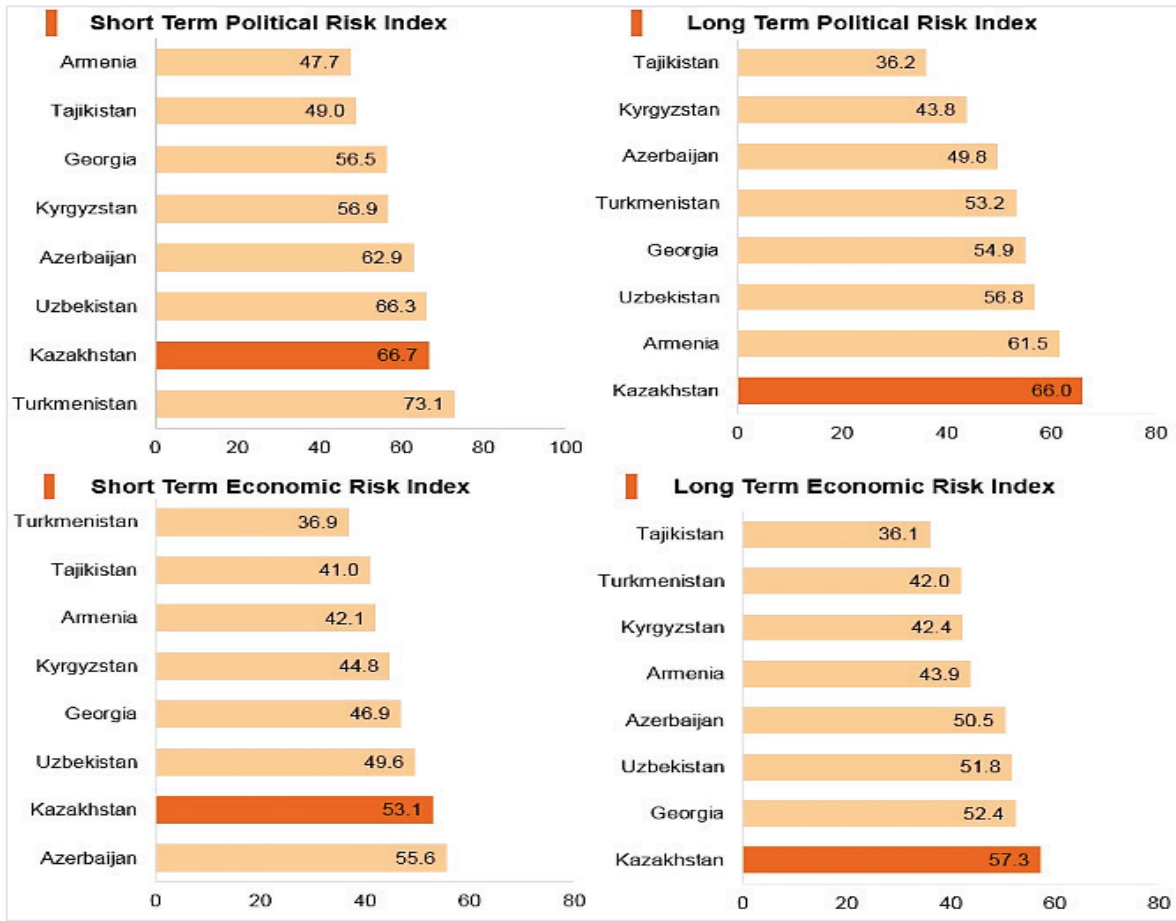 Short Term Political Risk Index
Armenia 47.7
Tajikistan 49.0
Georgia 56.5
Kyrgyzstan 56.9
Azerbaijan 62.9
Uzbekistan 66.3
Kazakhstan 66.7
Turkmenistan 73.1
0 20 40 60 80 100
Long Term Political Risk Index
Tajikistan 36.2
Kyrgyzstan 43.8
Azerbaijan 49.8
Turkmenistan 53.2
Georgia 54.9
Uzbekistan 56.8
Armenia 61.5
Kazakhstan 66.0
0 20 40 60 80
Short Term Economic Risk Index
Turkmenistan 36.9
Tajikistan 41.0
Armenia 42.1
Kyrgyzstan 44.8
Georgia 46.9
Uzbekistan 49.6
Kazakhstan 53.1
Azerbaijan 55.6
0 20 40 60 80
Long Term Economic Risk Index
Tajikistan 36.1
Turkmenistan 42.0
Kyrgyzstan 42.4
Armenia 43.9
Azerbaijan 50.5
Uzbekistan 51.8
Georgia 52.4
Kazakhstan 57.3
0 20 40 60 80